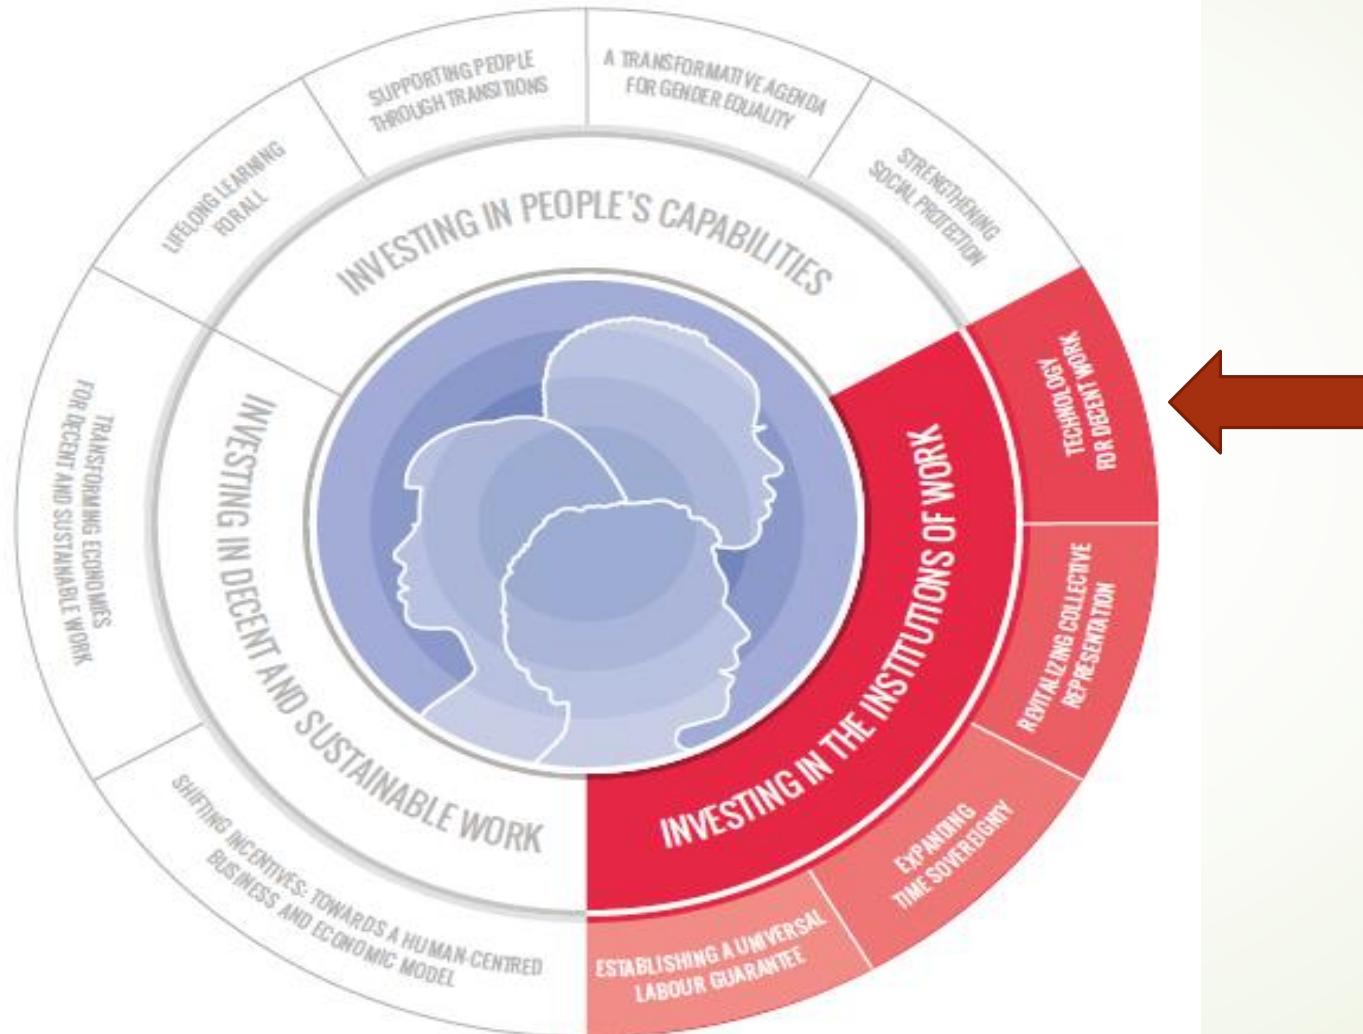 SUPPORTING PEOPLE
THROUGH TRANSITIONS
A TRANSFORMATIVE AGENDA
FOR GENDER EQUALITY
STRENGTHENING
SOCIAL PROTECTION
LIFELONG LEARNING
FOR ALL
INVESTING IN PEOPLE'S CAPABILITIES
TECHNOLOGY
FOR DECENT WORK
REVITALIZING COLLECTIVE
REPRESENTATION
EXPANDING
TIME SOVEREIGNTY
ESTABLISHING A UNIVERSAL
LABOUR GUARANTEE
INVESTING IN THE INSTITUTIONS OF WORK
TRANSFORMING ECONOMIES
FOR DECENT AND SUSTAINABLE WORK
SHIFTING INCENTIVES: TOWARDS A HUMAN-CENTRED
BUSINESS AND ECONOMIC MODEL
INVESTING IN DECENT AND SUSTAINABLE WORK